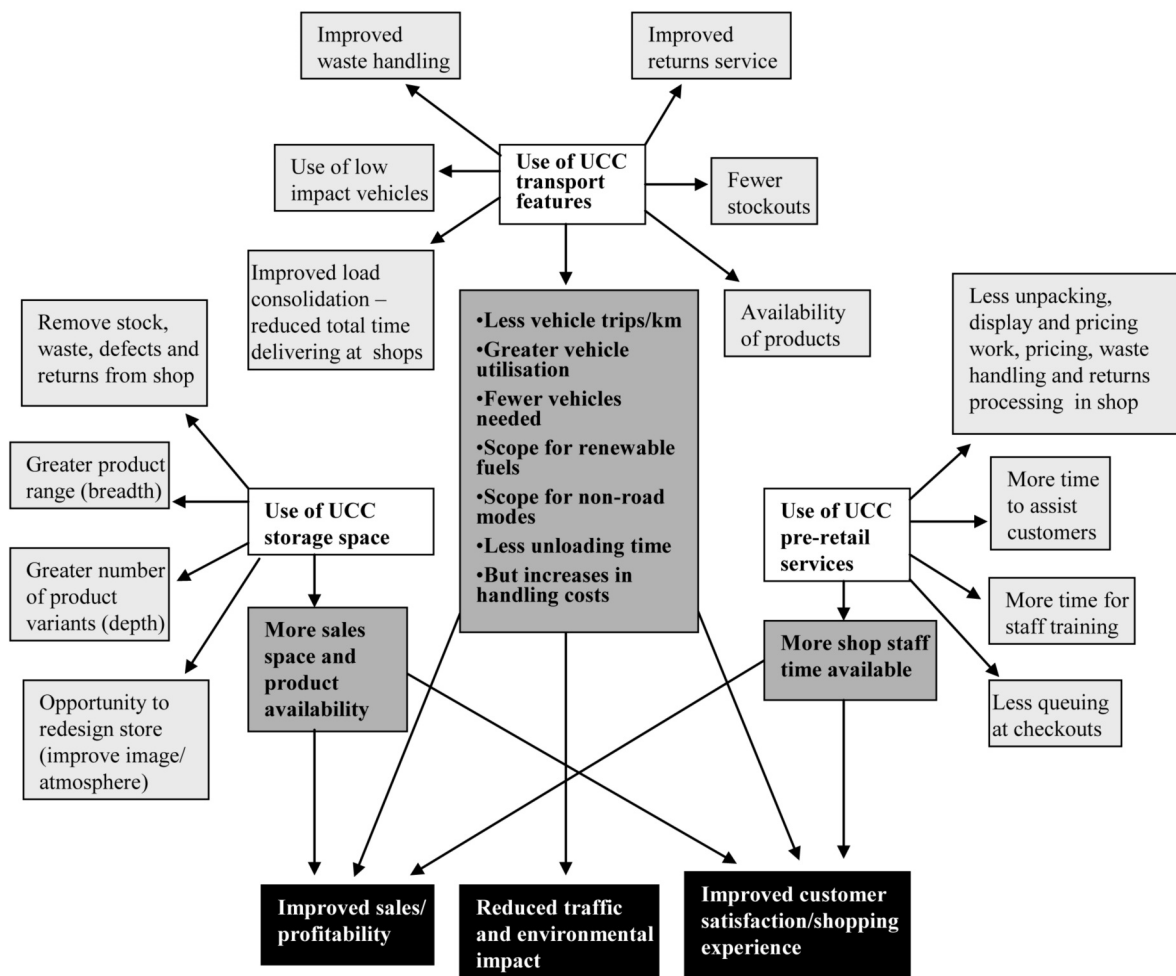 Improved
waste handling
Improved
returns service
Use of low
impact vehicles
Use of UCC
transport
features
Fewer
stockouts
Improved load
consolidation –
reduced total time
delivering at shops
Availability
of products
Remove stock,
waste, defects and
returns from shop
•Less vehicle trips/km
•Greater vehicle
utilisation
•Fewer vehicles
needed
•Scope for renewable
fuels
•Scope for non-road
modes
•Less unloading time
•But increases in
handling costs
Less unpacking,
display and pricing
work, pricing, waste
handling and returns
processing in shop
Greater product
range (breadth)
Use of UCC
storage space
Greater number
of product
variants (depth)
Opportunity to
redesign store
(improve image/
atmosphere)
More sales
space and
product
availability
Use of UCC
pre-retail
services
More time
to assist
customers
More time for
staff training
Less queuing
at checkouts
More shop staff
time available
Improved sales/
profitability
Reduced traffic
and environmental
impact
Improved customer
satisfaction/shopping
experience